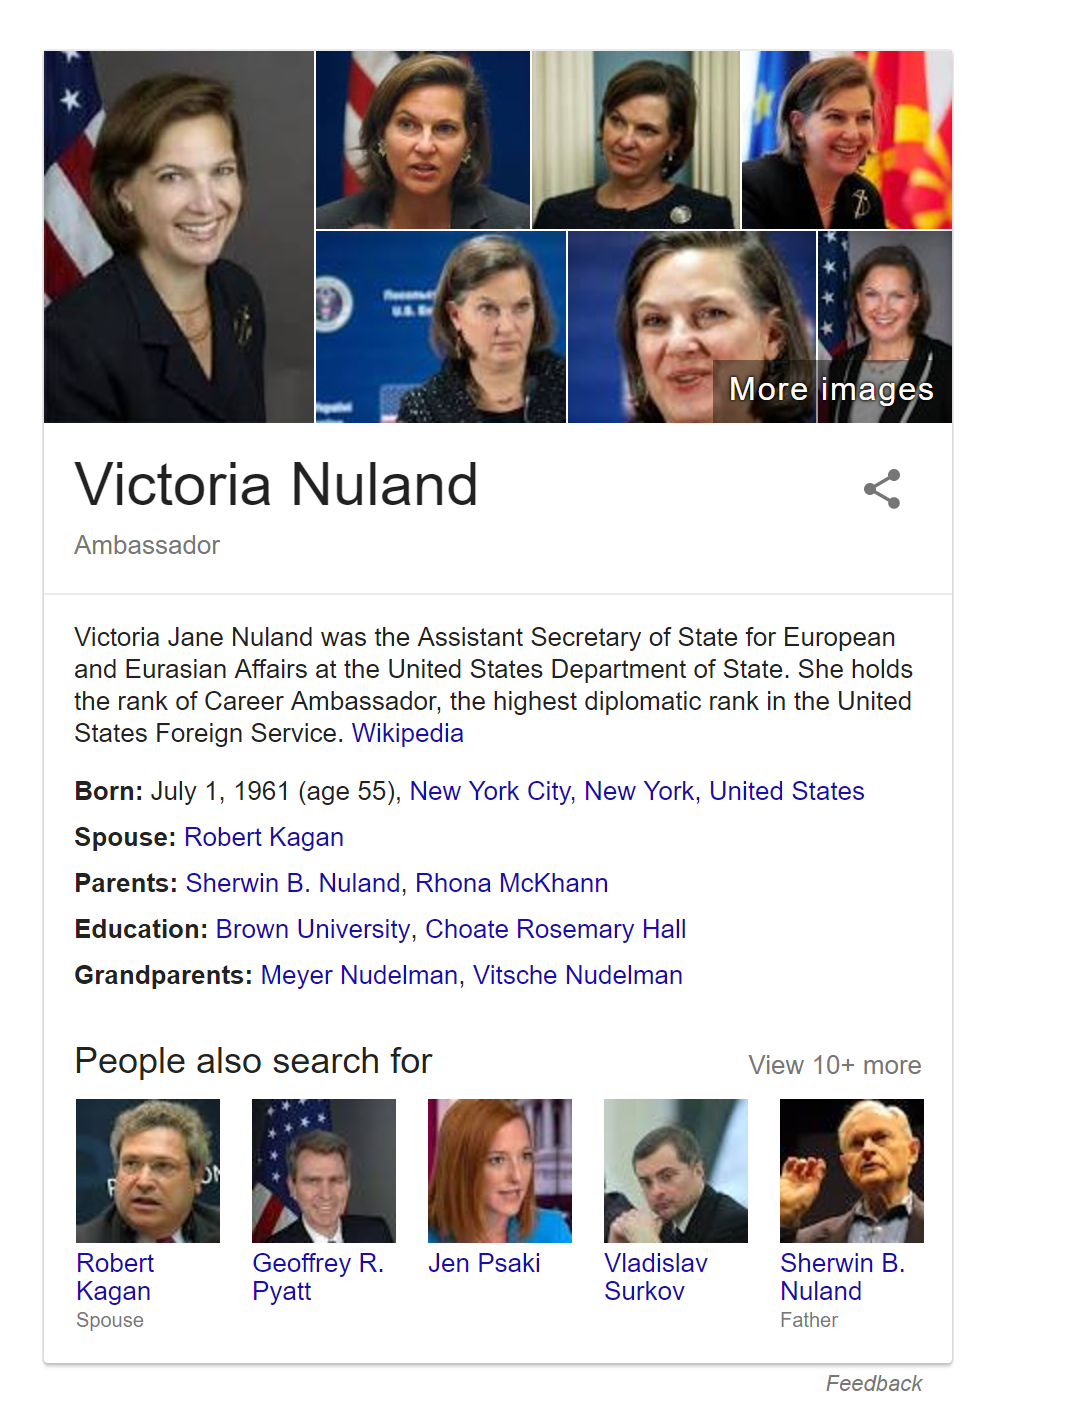 Посольс
U.S. Em
More images
Victoria Nuland
Ambassador
Victoria Jane Nuland was the Assistant Secretary of State for European
and Eurasian Affairs at the United States Department of State. She holds
the rank of Career Ambassador, the highest diplomatic rank in the United
States Foreign Service. Wikipedia
Born: July 1, 1961 (age 55), New York City, New York, United States
Spouse: Robert Kagan
Parents: Sherwin B. Nuland, Rhona McKhann
Education: Brown University, Choate Rosemary Hall
Grandparents: Meyer Nudelman, Vitsche Nudelman
People also search for
View 10+ more
Robert
Kagan
Spouse
Geoffrey R.
Pyatt
Jen Psaki
Vladislav
Surkov
Sherwin B.
Nuland
Father
Feedback